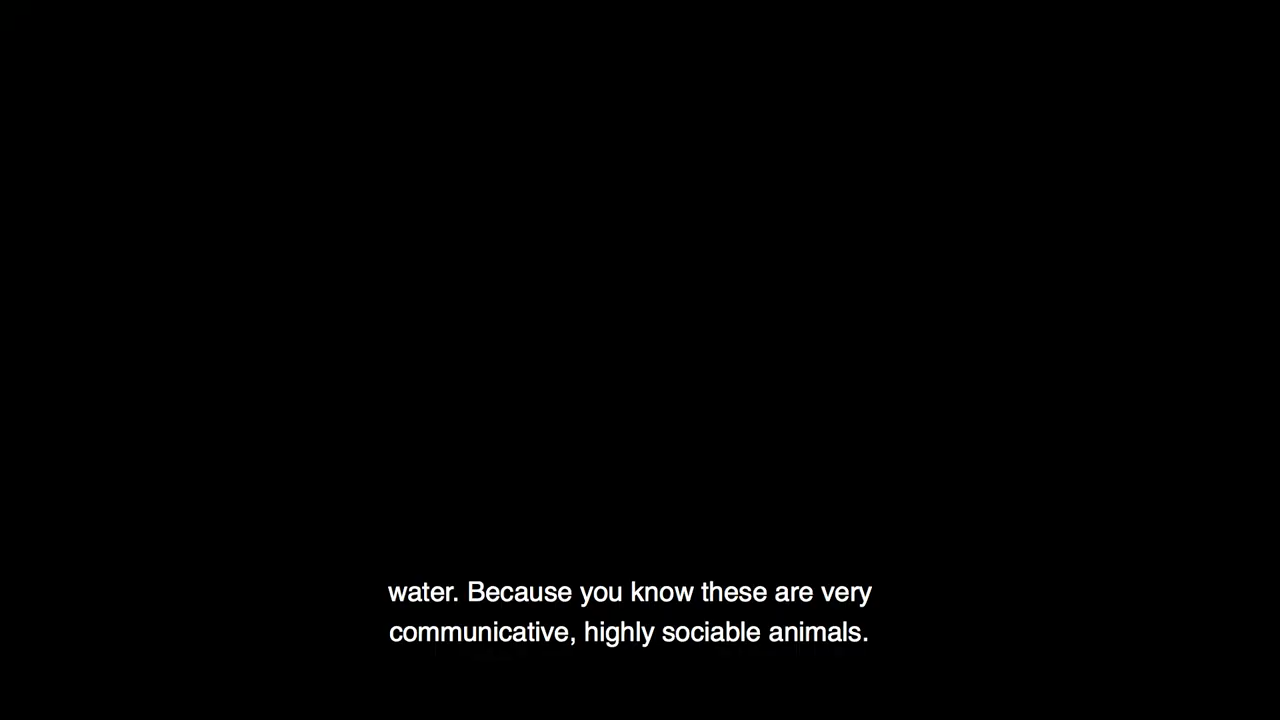 water. Because you know these are very
communicative, highly sociable animals.